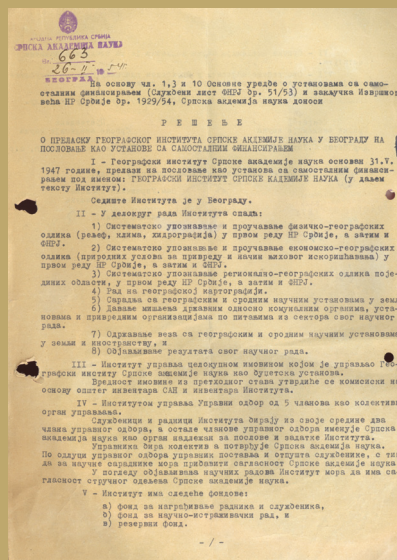 НАРОДНА РЕПУБЛИКА СРБИЈА
СРПСКА АКАДЕМИЈА НАУКА
Бр. 663
26-II-1954
БЕОГРАД
На основу чл. 1,3 и 10 Основне уредбе о установама са само-
сталним финансирањем (Службени лист ФНРЈ бр. 51/53) и закључка Извршног
већа НР Србије бр. 1929/54, Српска академија наука доноси
Р Е Ш Е Њ Е
О ПРЕЛАСКУ ГЕОГРАФСКОГ ИНСТИТУТА СРПСКЕ АКАДЕМИЈЕ НАУКА У БЕОГРАДУ НА
ПОСЛОВАЊЕ КАО УСТАНОВЕ СА САМОСТАЛНИМ ФИНАНСИРАЊЕМ
I - Географски институт Српске академије наука основан 31.V.
1947 године, прелази на пословање као установа са самосталним финанси-
рањем под именом: ГЕОГРАФСКИ ИНСТИТУТ СРПСКЕ АКАДЕМИЈЕ НАУКА (у даљем
тексту Институт).
Седиште Института је у Београду.
II - У делокруг рада Института спада:
1) Систематско упознавање и проучавање физичко-географских
одлика (рељеф, клима, хидрографија) у првом реду НР Србије, а затим и
ФНРЈ.
2) Систематско упознавање и проучавање економско-географских
одлика (природних услова за привреду и начин њиховог искоришћавања) у
првом реду НР Србије, а затим и ФНРЈ.
3) Систематско упознавање регионално-географских одлика поје-
диних области, у првом реду НР Србије, а затим и ФНРЈ.
4) Рад на географској картографији.
5) Сарадња са географским и сродним научним установама у земљи
6) Давање мишљења државним односно комуналним органима, уста-
новама и привредним организацијама по питањима из сектора свог научног
рада.
7) Одржавање веза са географским и сродним научним установама
у земљи и иностранству, и
8) Објављивање резултата свог научног рада.
III - Институт управља целокупном имовином којом је управљао Гео-
графски институт Српске академије наука као буџетска установа.
Вредност имовине из претходног става утврдиће се комисиски на
основу општег инвентара САН и инвентара Института.
IV - Институтом управља Управни одбор од 5 чланова као колективни
орган управљања.
Службеници и радници Института бирају из своје средине два
члана управног одбора, а остале чланове управног одбора именује Српска
академија наука као орган надлежан за послове и задатке Института.
Управника бира колектив а потврђује Српска академија наука.
По одлуци управног одбора управник поставља и отпушта службенике, с тим
да за научне сараднике мора прибавити сагласност Српске академије наука.
У погледу објављивања научних радова Институт мора да има са-
гласност стручног одељења Српске академије наука.
V - Институт има следеће фондове:
а) фонд за награђивање радника и службеника,
б) фонд за научно-истраживачки рад, и
в) резервни фонд.
- / -